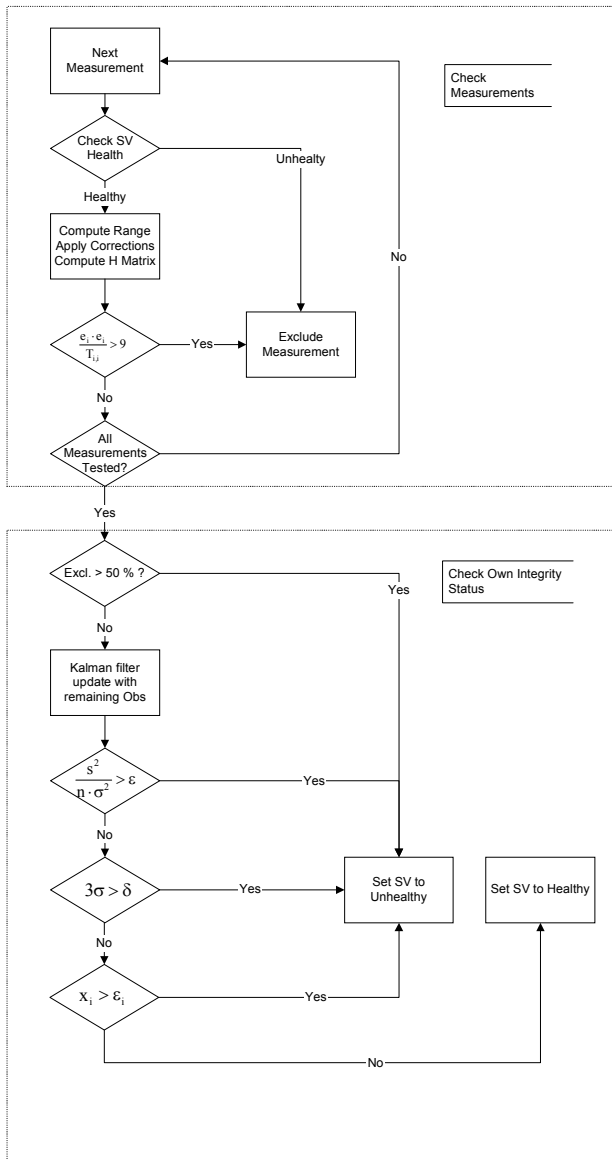 Next
Measurement
Check
Measurements
Check SV
Health
Unhealty
Healthy
Compute Range
Apply Corrections
Compute H Matrix
No
e_i · e_i / T_i,i > 9
Yes
Exclude
Measurement
No
All
Measurements
Tested?
Yes
Excl. > 50 % ?
Check Own Integrity
Status
Yes
No
Kalman filter
update with
remaining Obs
s² / n · σ² > ε
Yes
No
3σ > δ
Yes
Set SV to
Unhealthy
Set SV to Healthy
No
x_i > ε_i
Yes
No